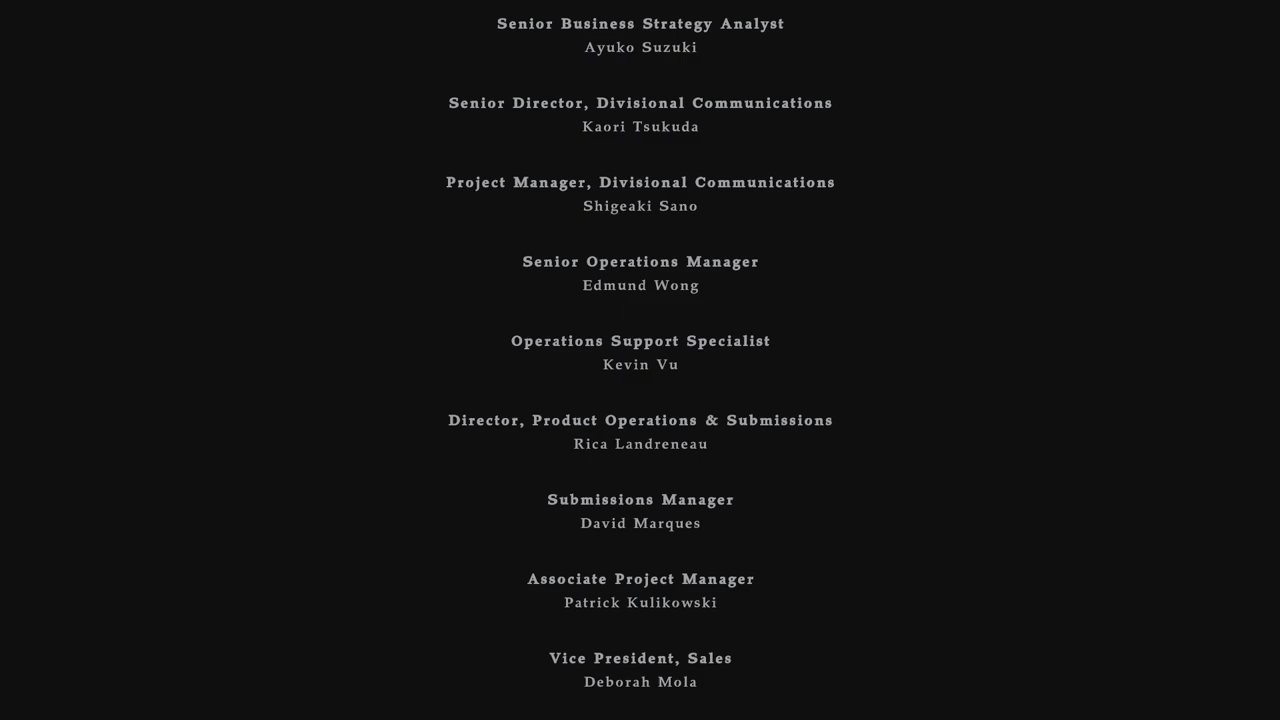 Senior Business Strategy Analyst
Ayuko Suzuki
Senior Director, Divisional Communications
Kaori Tsukuda
Project Manager, Divisional Communications
Shigeaki Sano
Senior Operations Manager
Edmund Wong
Operations Support Specialist
Kevin Vu
Director, Product Operations & Submissions
Rica Landreneau
Submissions Manager
David Marques
Associate Project Manager
Patrick Kulikowski
Vice President, Sales
Deborah Mola